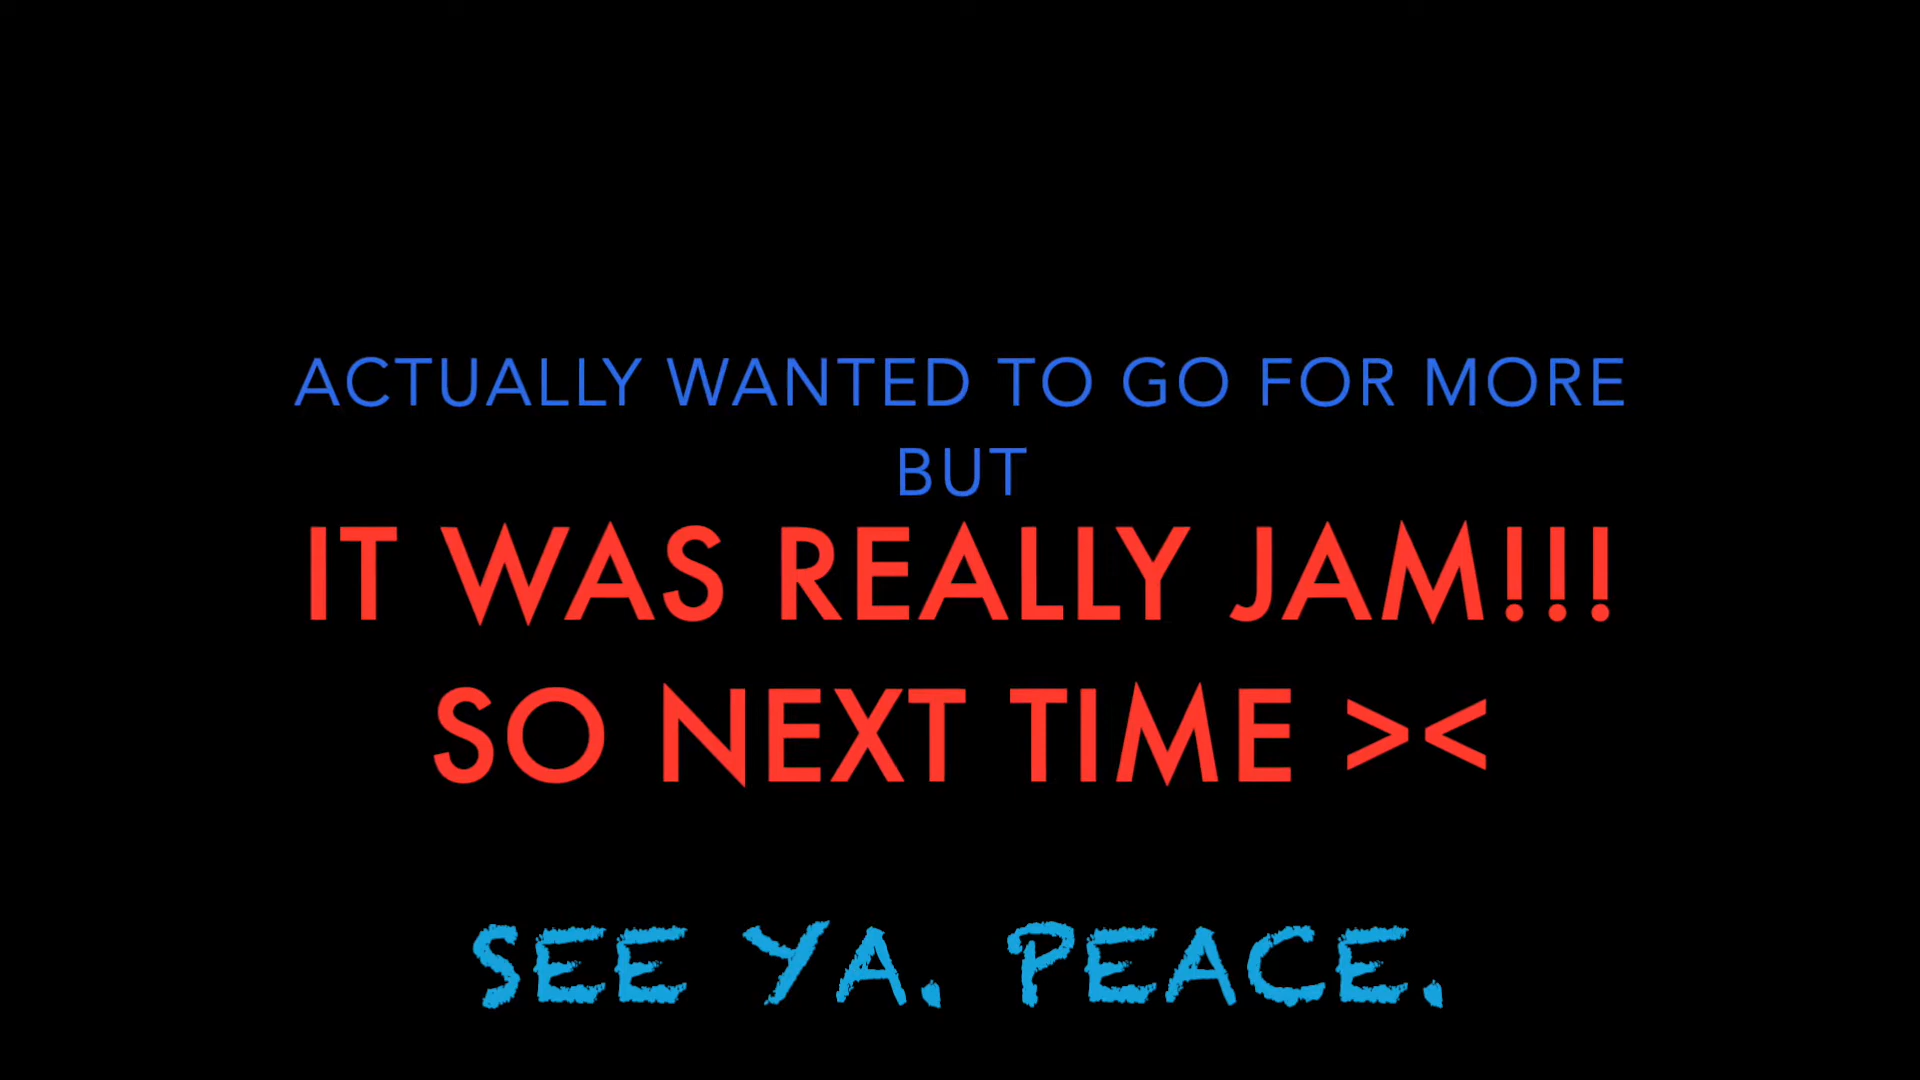 ACTUALLY WANTED TO GO FOR MORE
BUT
IT WAS REALLY JAM!!!
SO NEXT TIME ><
SEE YA. PEACE.